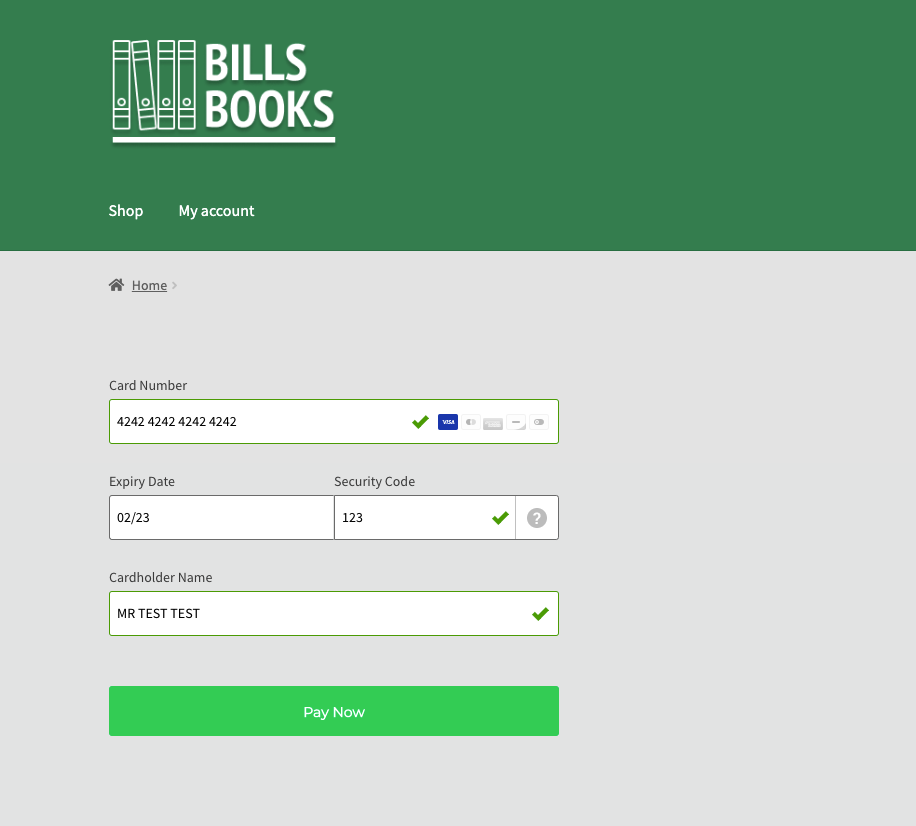 BILLS
BOOKS
Shop My account
Home
Card Number
4242 4242 4242 4242 VISA
Expiry Date Security Code
02/23 123 ?
Cardholder Name
MR TEST TEST
Pay Now